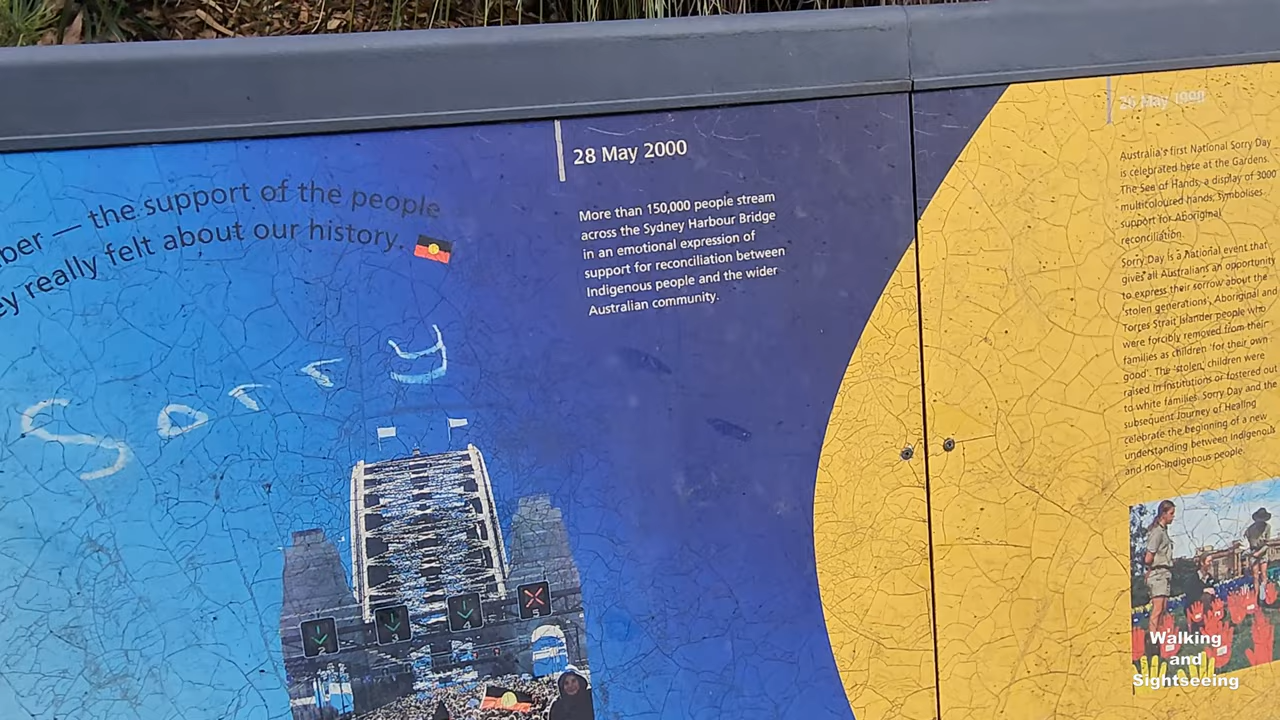 ber — the support of the people
ey really felt about our history.
Sorry
28 May 2000
More than 150,000 people stream
across the Sydney Harbour Bridge
in an emotional expression of
support for reconciliation between
Indigenous people and the wider
Australian community.
26 May 1998
Australia's first National Sorry Day
is celebrated here at the Gardens.
The Sea of Hands, a display of 3000
multicoloured hands, symbolises
support for Aboriginal
reconciliation.
Sorry Day is a national event that
gives all Australians an opportunity
to express their sorrow about the
'stolen generations', Aboriginal and
Torres Strait Islander people who
were forcibly removed from their
families as children 'for their own
good'. The 'stolen' children were
raised in institutions or fostered out
to white families. Sorry Day and the
subsequent Journey of Healing
celebrate the beginning of a new
understanding between Indigenous
and non-Indigenous people.
Walking
and
Sightseeing